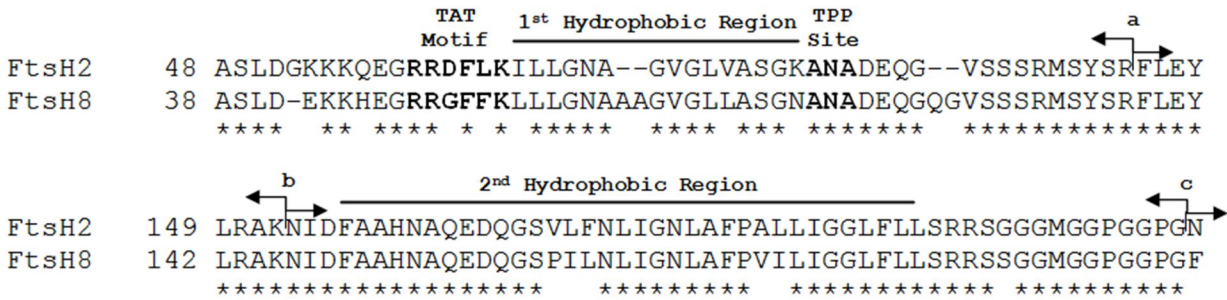 TAT 1st Hydrophobic Region TPP a
Motif Site
FtsH2 48 ASLDGKKKQEGRRDFLKILLGNA--GVGLVASGKANADEQG--VSSSRMSYSRFLEY
FtsH8 38 ASLD-EKKHEGRRGFFKLLLGNAAAGVGLLASGNANADEQGQGVSSSRMSYSRFLEY
**** ** **** * * ***** **** *** ******* **************
b 2nd Hydrophobic Region c
FtsH2 149 LRAKNIDFAAHNAQEDQGSVLFNLIGNLAFPALLIGGLFLLSRRSGGGMGGPGGPGN
FtsH8 142 LRAKNIDFAAHNAQEDQGSPILNLIGNLAFPVILIGGLFLLSRRSSGGMGGPGGPGF
******************* ********* ************ **********